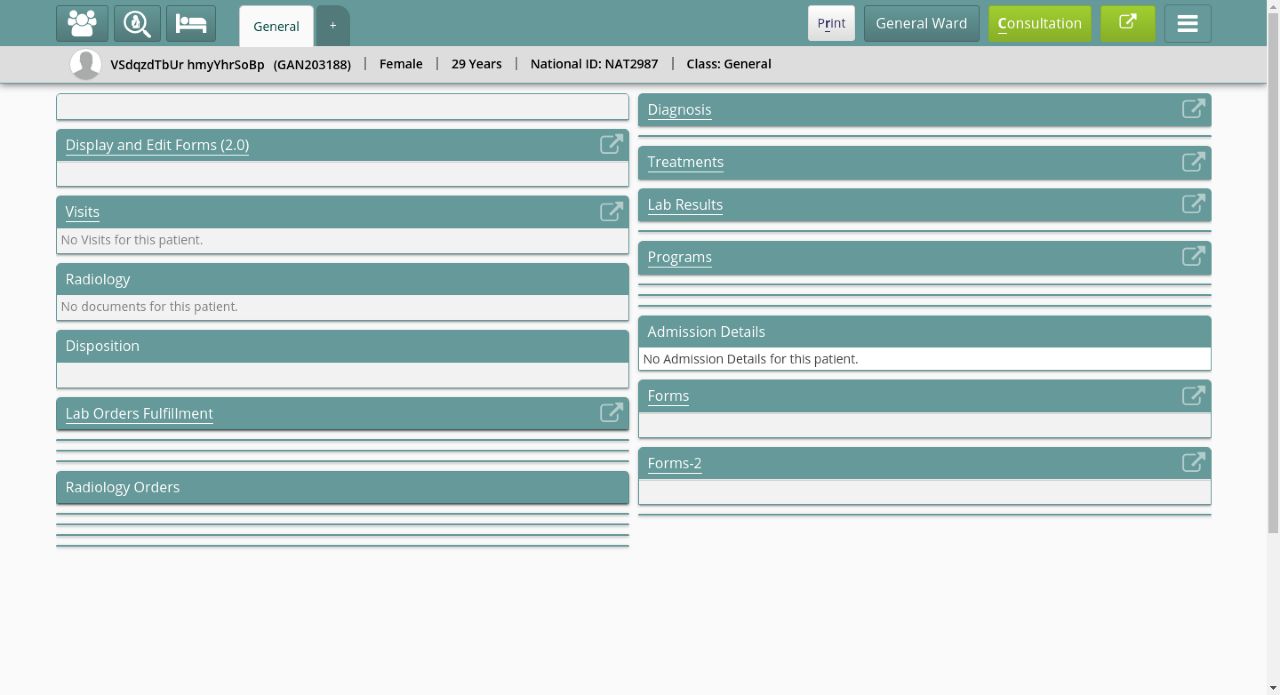 General
+
Print
General Ward
Consultation
VSdqzdTbUr hmyYhrSoBp (GAN203188) | Female | 29 Years | National ID: NAT2987 | Class: General
Display and Edit Forms (2.0)
Visits
No Visits for this patient.
Radiology
No documents for this patient.
Disposition
Lab Orders Fulfillment
Radiology Orders
Diagnosis
Treatments
Lab Results
Programs
Admission Details
No Admission Details for this patient.
Forms
Forms-2